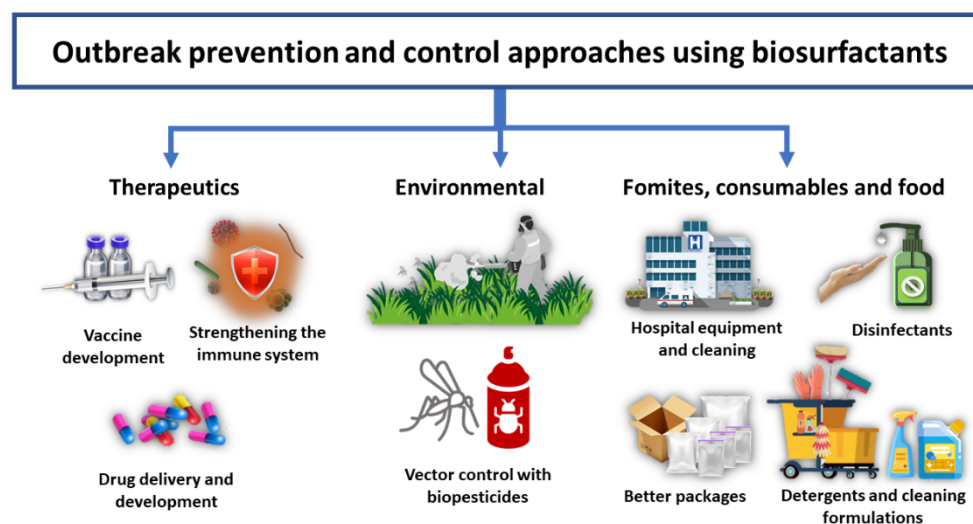 Outbreak prevention and control approaches using biosurfactants
Therapeutics
Environmental
Fomites, consumables and food
Vaccine
development
Strengthening the
immune system
Drug delivery and
development
Vector control with
biopesticides
H
Hospital equipment
and cleaning
Disinfectants
Better packages
Detergents and cleaning
formulations